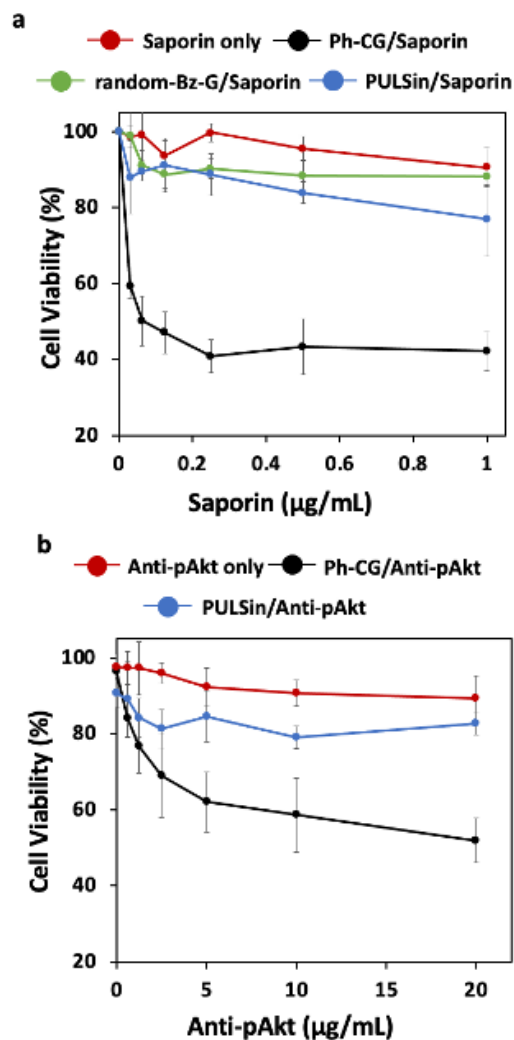 a
Saporin only Ph-CG/Saporin
random-Bz-G/Saporin PULSin/Saporin
Cell Viability (%)
100
80
60
40
20
0 0.2 0.4 0.6 0.8 1
Saporin (µg/mL)
b
Anti-pAkt only Ph-CG/Anti-pAkt
PULSin/Anti-pAkt
Cell Viability (%)
100
80
60
40
20
0 5 10 15 20
Anti-pAkt (µg/mL)